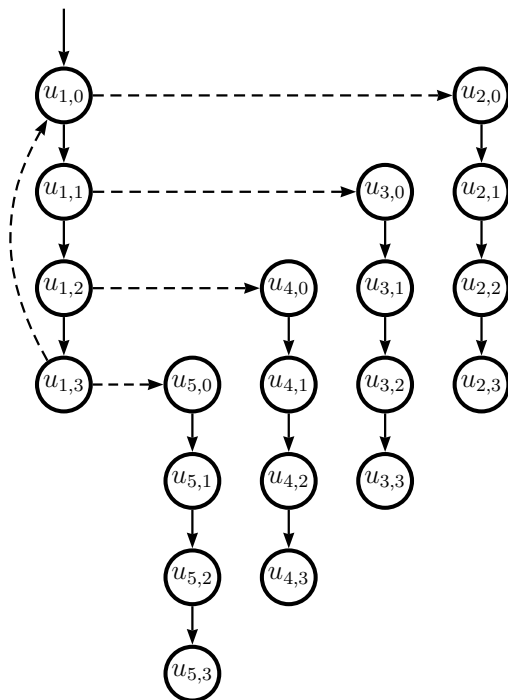 u1,0 u2,0
u1,1 u3,0 u2,1
u1,2 u4,0 u3,1 u2,2
u1,3 u5,0 u4,1 u3,2 u2,3
u5,1 u4,2 u3,3
u5,2 u4,3
u5,3